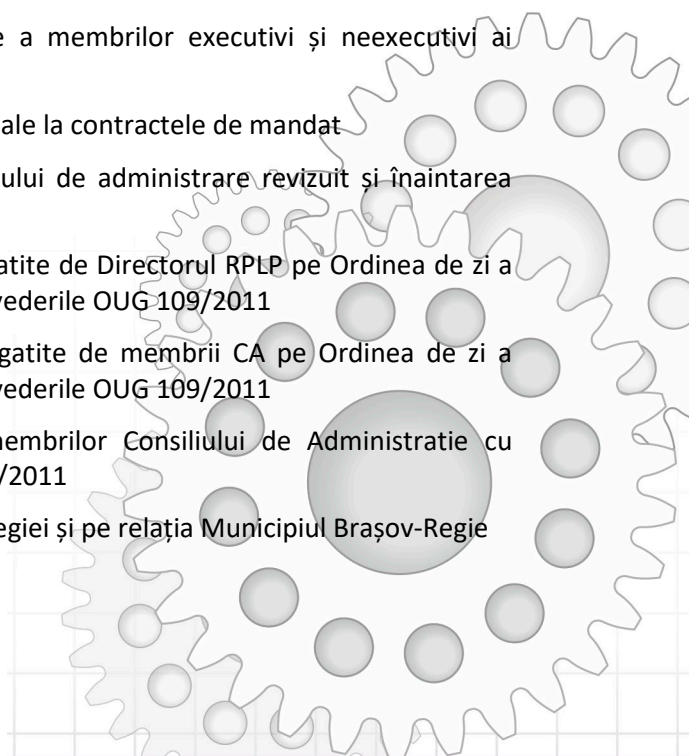 e a membrilor executivi și neexecutivi ai
ale la contractele de mandat
ului de administrare revizuit și înaintarea
atite de Directorul RPLP pe Ordinea de zi a
vederile OUG 109/2011
gatite de membrii CA pe Ordinea de zi a
vederile OUG 109/2011
membrilor Consiliului de Administratie cu
/2011
egiei și pe relația Municipiul Brașov-Regie